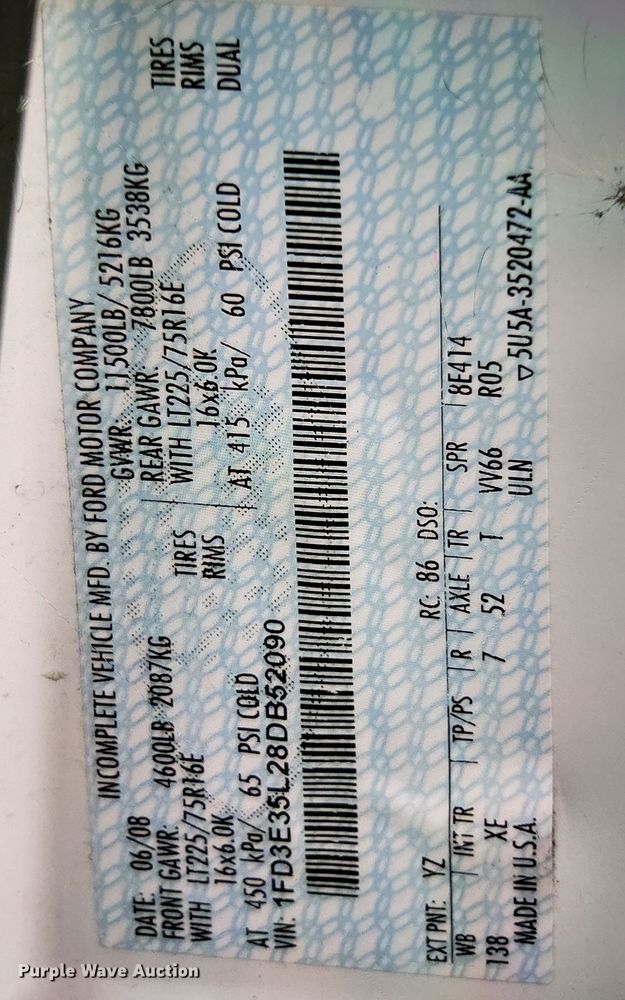 INCOMPLETE VEHICLE MFD. BY FORD MOTOR COMPANY
DATE: 06/08 GVWR: 11500LB/ 5216KG
FRONT GAWR: 4600LB 2087KG REAR GAWR 7800LB 3538KG
WITH LT225/75R16E TIRES WITH LT225/75R16E TIRES
16x6.0K RIMS 16x6.0K RIMS
AT 450 kPa/ 65 PSI COLD AT 415 kPa/ 60 PSI COLD DUAL
VIN: 1FD3E35L28DB52090
EXT PNT: YZ RC: 86 DSO:
WB INT TR TP/PS R AXLE TR SPR 8E414
138 XE 7 52 T VV66 R05
MADE IN U.S.A. ULN ▽5U5A-3520472-AA
Purple Wave Auction